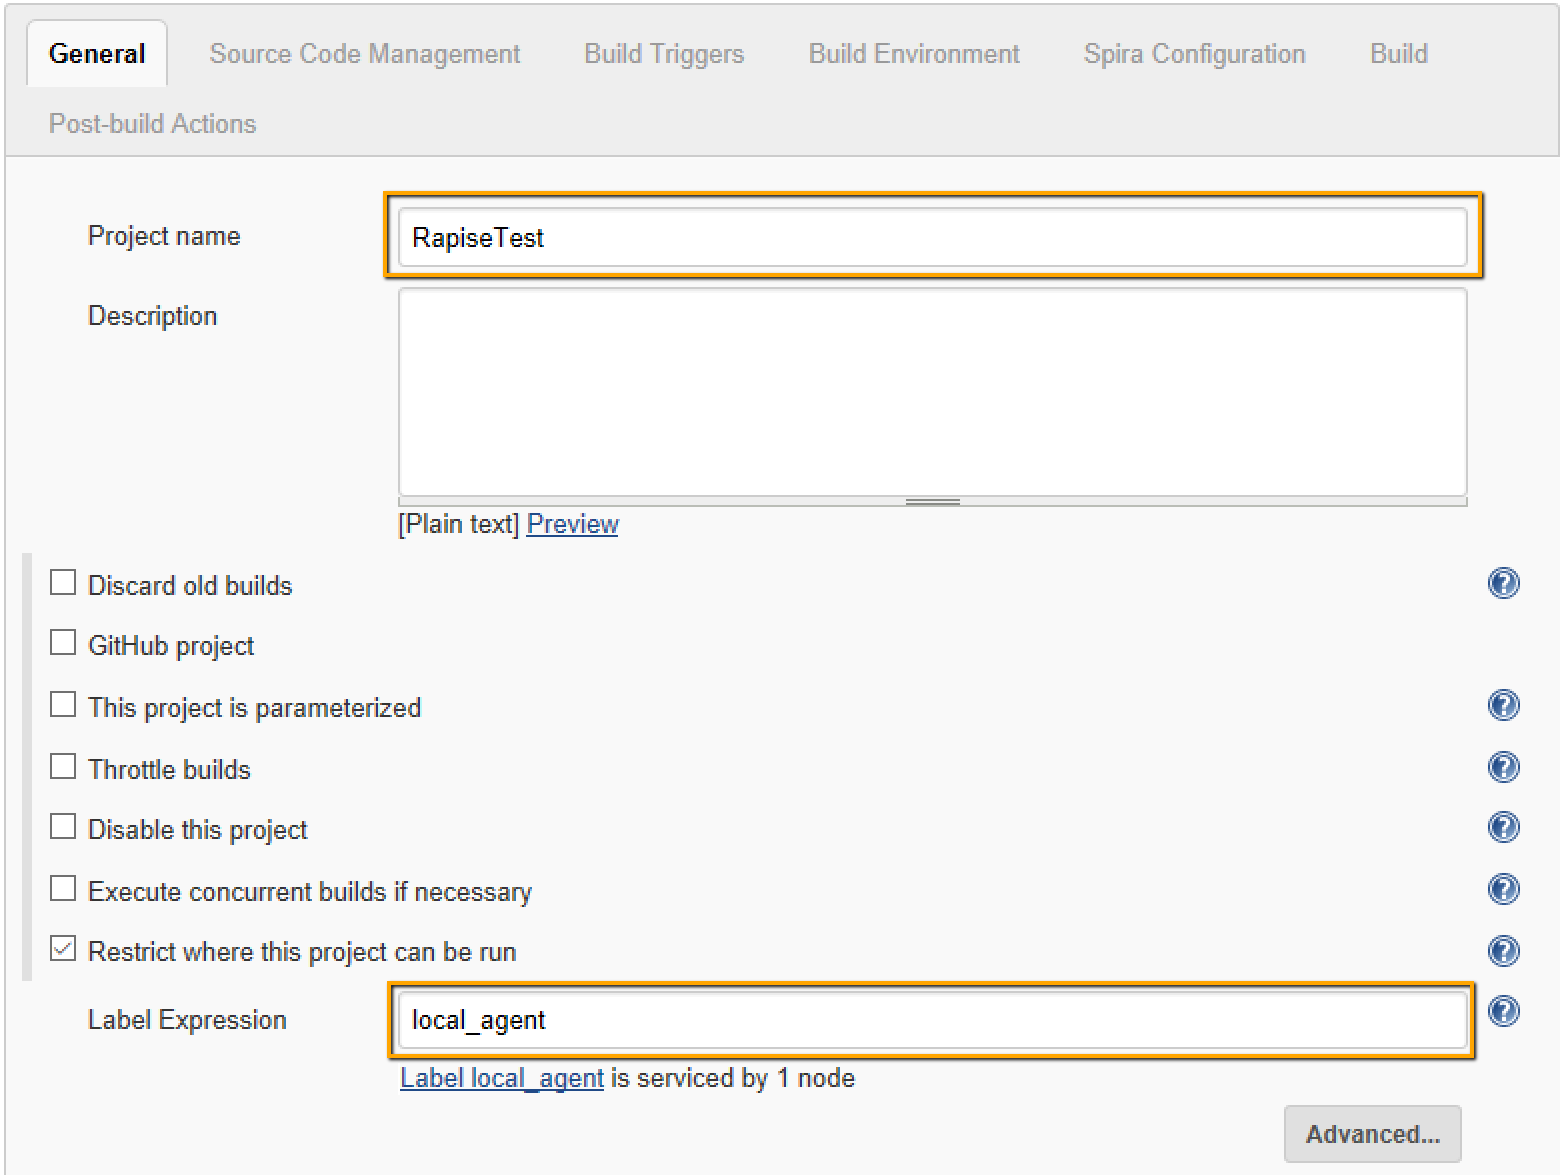 General Source Code Management Build Triggers Build Environment Spira Configuration Build
Post-build Actions
Project name RapiseTest
Description
[Plain text] Preview
Discard old builds ?
GitHub project
This project is parameterized ?
Throttle builds ?
Disable this project ?
Execute concurrent builds if necessary ?
Restrict where this project can be run ?
Label Expression local_agent ?
Label local_agent is serviced by 1 node
Advanced...